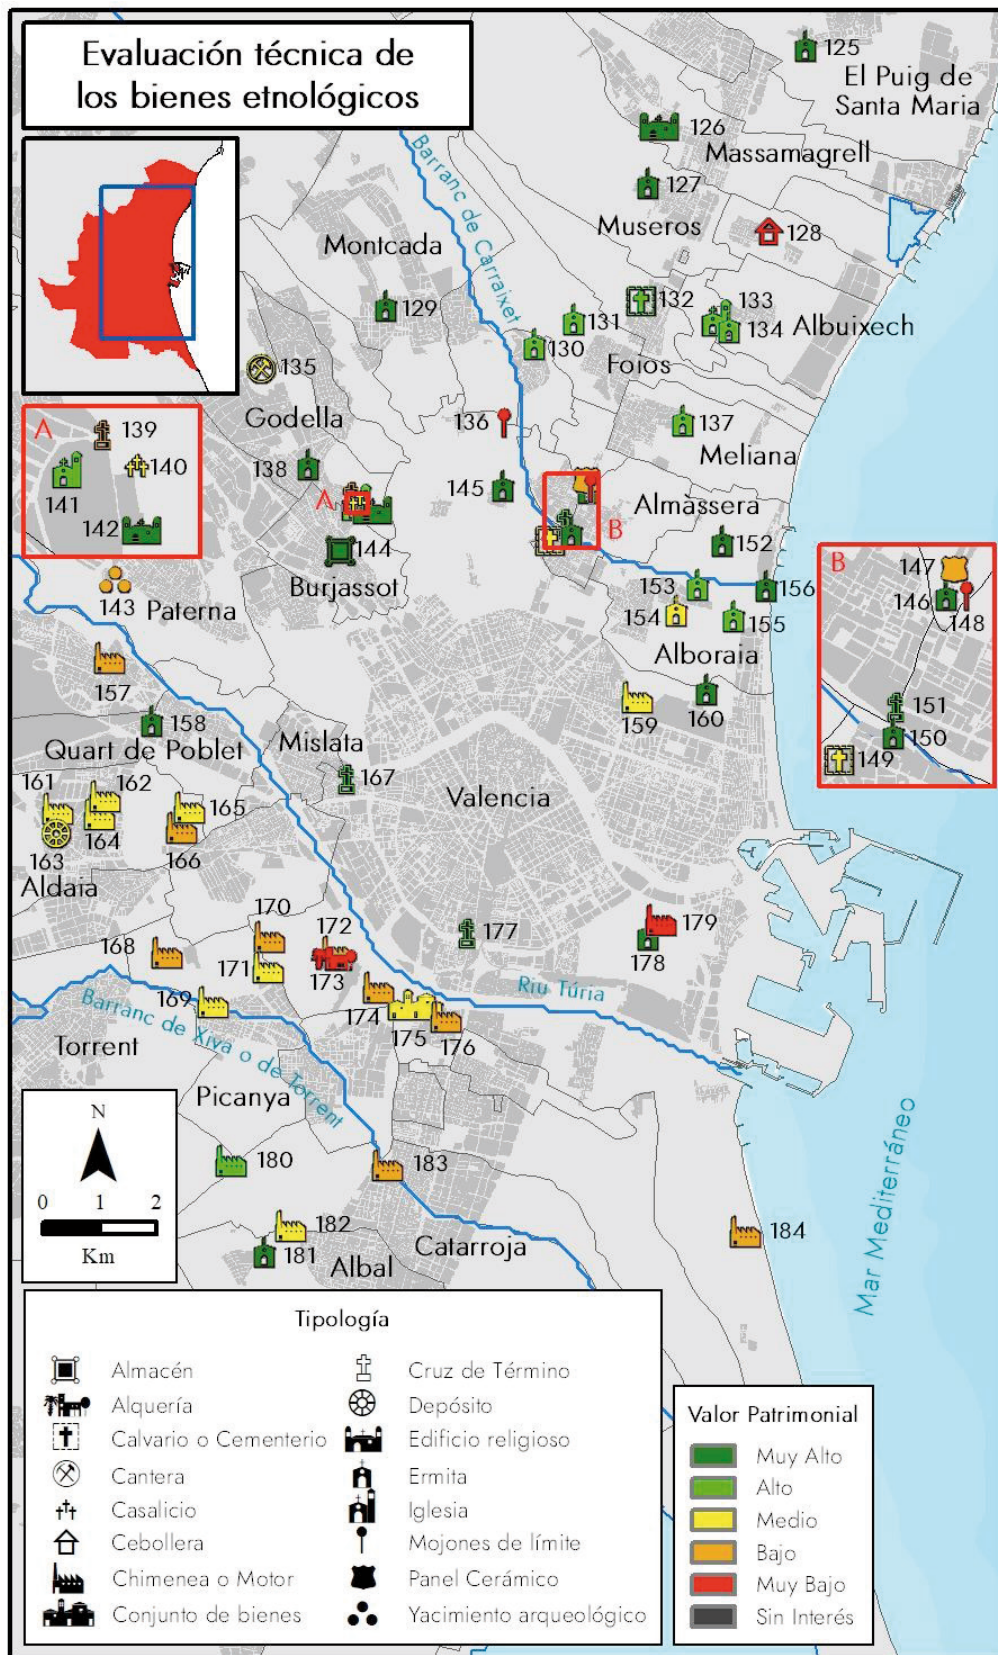 Evaluación técnica de
los bienes etnológicos
125
El Puig de
Santa Maria
126
Massamagrell
Barranc de Carraixet
127
Museros
128
Montcada
132
133
129
131
134
Albuixech
130
Foios
135
Godella
136
137
Meliana
A
139
140
141
142
138
A
145
Almàssera
B
144
Burjassot
152
143
Paterna
153
156
154
155
Alboraia
B
147
146
148
151
150
149
157
158
159
160
Quart de Poblet
Mislata
161
162
167
Valencia
165
164
163
166
Aldaia
170
172
177
179
168
171
173
178
169
174
175
176
Riu Túria
Barranc de Xiva o de Torrent
Torrent
Picanya
N
0 1 2
Km
180
183
182
181
Albal
Catarroja
184
Mar Mediterráneo
Tipología
Almacén
Alquería
Calvario o Cementerio
Cantera
Casalicio
Cebollera
Chimenea o Motor
Conjunto de bienes
Cruz de Término
Depósito
Edificio religioso
Ermita
Iglesia
Mojones de límite
Panel Cerámico
Yacimiento arqueológico
Valor Patrimonial
Muy Alto
Alto
Medio
Bajo
Muy Bajo
Sin Interés